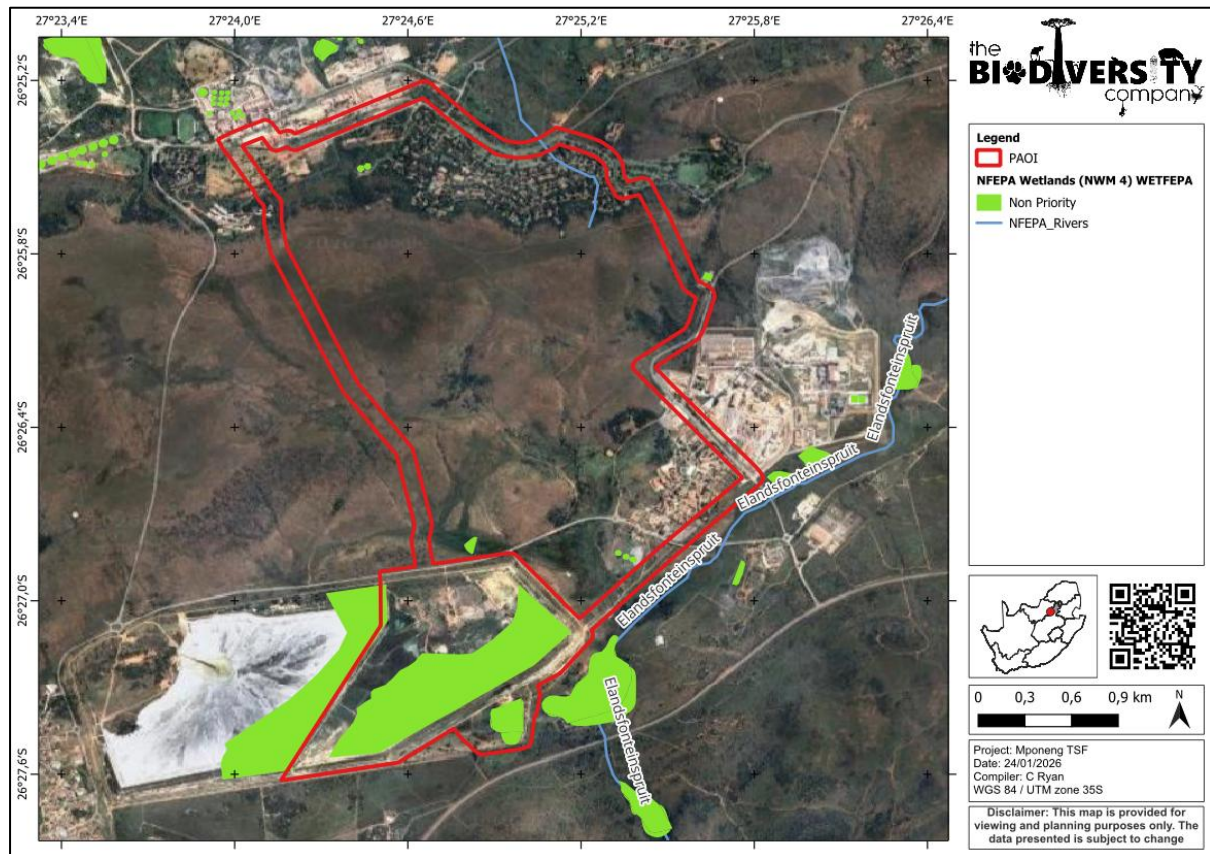 27°23,4'E 27°24,0'E 27°24,6'E 27°25,2'E 27°25,8'E 27°26,4'E
26°25,2'S
26°25,8'S
26°26,4'S
26°27,0'S
26°27,6'S
Elandsfonteinspruit
Elandsfonteinspruit
Elandsfonteinspruit
Elandsfonteinspruit
the
BIODIVERSITY
company
Legend
PAOI
NFEPA Wetlands (NWM 4) WETFEPA
Non Priority
NFEPA_Rivers
0 0,3 0,6 0,9 km
N
Project: Mponeng TSF
Date: 24/01/2026
Compiler: C Ryan
WGS 84 / UTM zone 35S
Disclaimer: This map is provided for
viewing and planning purposes only. The
data presented is subject to change